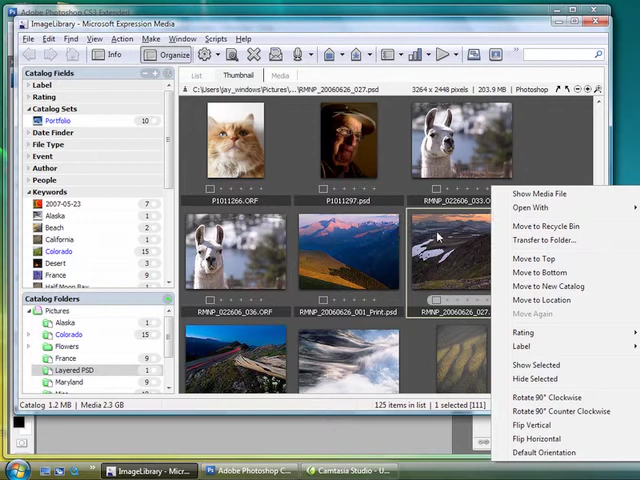 Adobe Photoshop CS3 Extended
ImageLibrary - Microsoft Expression Media
File Edit Find View Action Make Window Scripts Help
Info
Organize
Catalog Fields
List Thumbnail Media
Label
C:\Users\jay_windows\Pictures\...\RMNP_20060626_027.psd 3264 x 2448 pixels 203.9 MB Photoshop
Rating
Catalog Sets
Portfolio 10
Date Finder
File Type
Event
Author
People
Keywords
2007-05-23 7
Alaska 1
Beach 2
California 1
Colorado 15
Desert 3
France 9
Half Moon Bay 1
P1011266.ORF P1011297.psd RMNP_022606_033.O
RMNP_022606_036.ORF RMNP_20060626_001_Print.psd RMNP_20060626_027.
Catalog Folders
Pictures
Alaska 1
Colorado 15
Flowers
France 9
Layered PSD 1
Maryland 9
Catalog 1.2 MB | Media 2.3 GB
125 items in list 1 selected [111]
Show Media File
Open With
Move to Recycle Bin
Transfer to Folder...
Move to Top
Move to Bottom
Move to New Catalog
Move to Location
Move Again
Rating
Label
Show Selected
Hide Selected
Rotate 90° Clockwise
Rotate 90° Counter Clockwise
Flip Vertical
Flip Horizontal
Default Orientation
ImageLibrary - Micr...
Adobe Photoshop C...
Camtasia Studio - U...